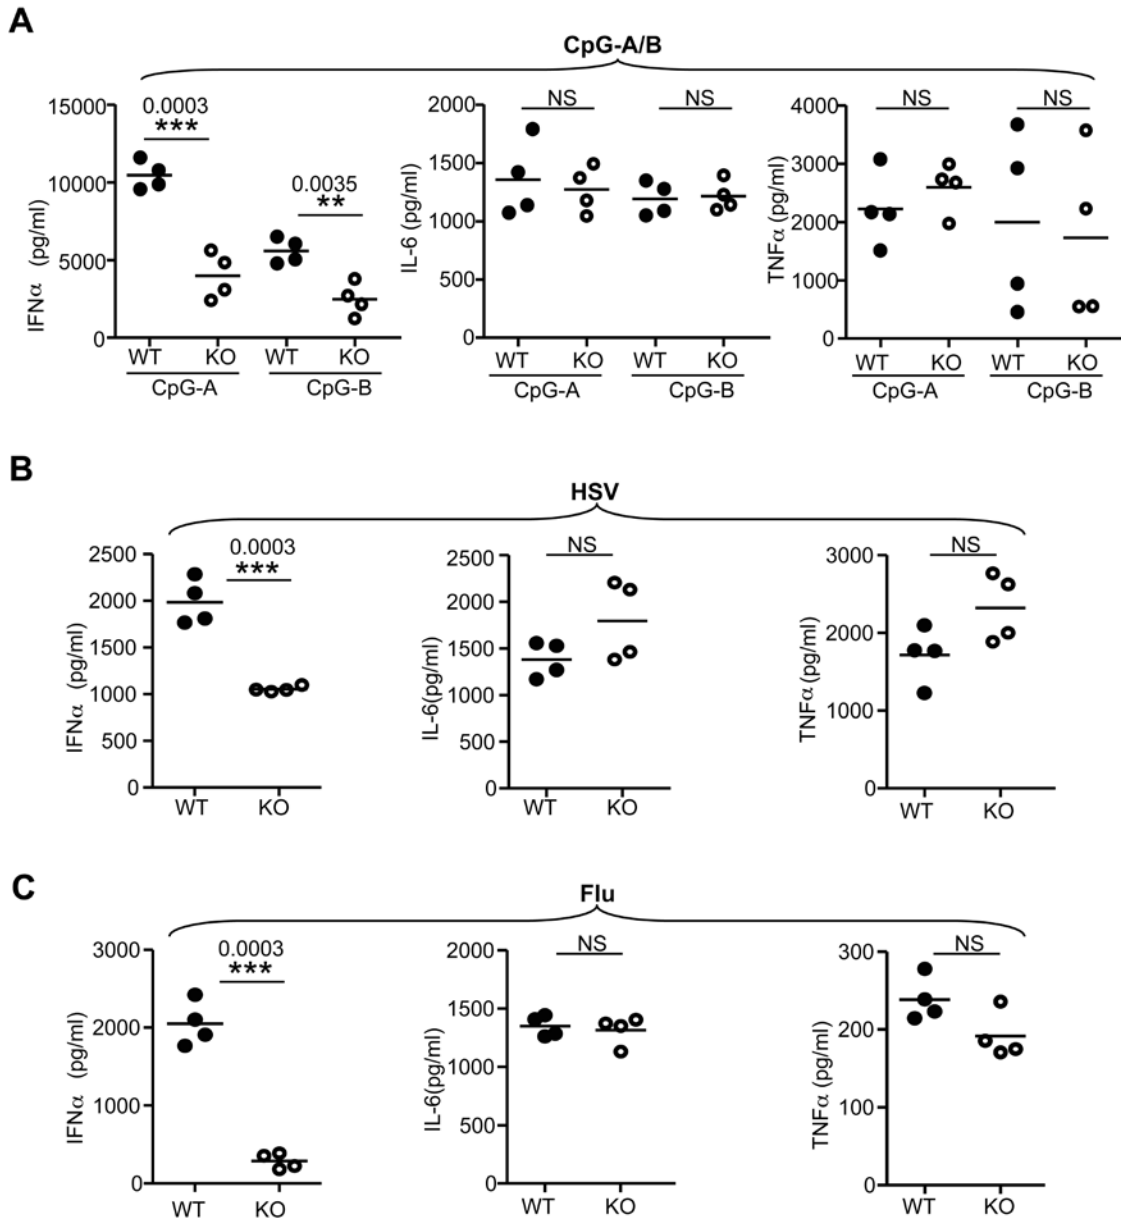 A
CpG-A/B
15000
10000
5000
0
IFNα (pg/ml)
0.0003
***
0.0035
**
WT KO WT KO
CpG-A CpG-B
2000
1500
1000
500
0
IL-6 (pg/ml)
NS NS
WT KO WT KO
CpG-A CpG-B
4000
3000
2000
1000
0
TNFα (pg/ml)
NS NS
WT KO WT KO
CpG-A CpG-B
B
HSV
2500
2000
1500
1000
500
0
IFNα (pg/ml)
0.0003
***
WT KO
2500
2000
1500
1000
500
0
IL-6(pg/ml)
NS
WT KO
3000
2000
1000
0
TNFα (pg/ml)
NS
WT KO
C
Flu
3000
2000
1000
0
IFNα (pg/ml)
0.0003
***
WT KO
2000
1500
1000
500
0
IL-6(pg/ml)
NS
WT KO
300
200
100
0
TNFα (pg/ml)
NS
WT KO